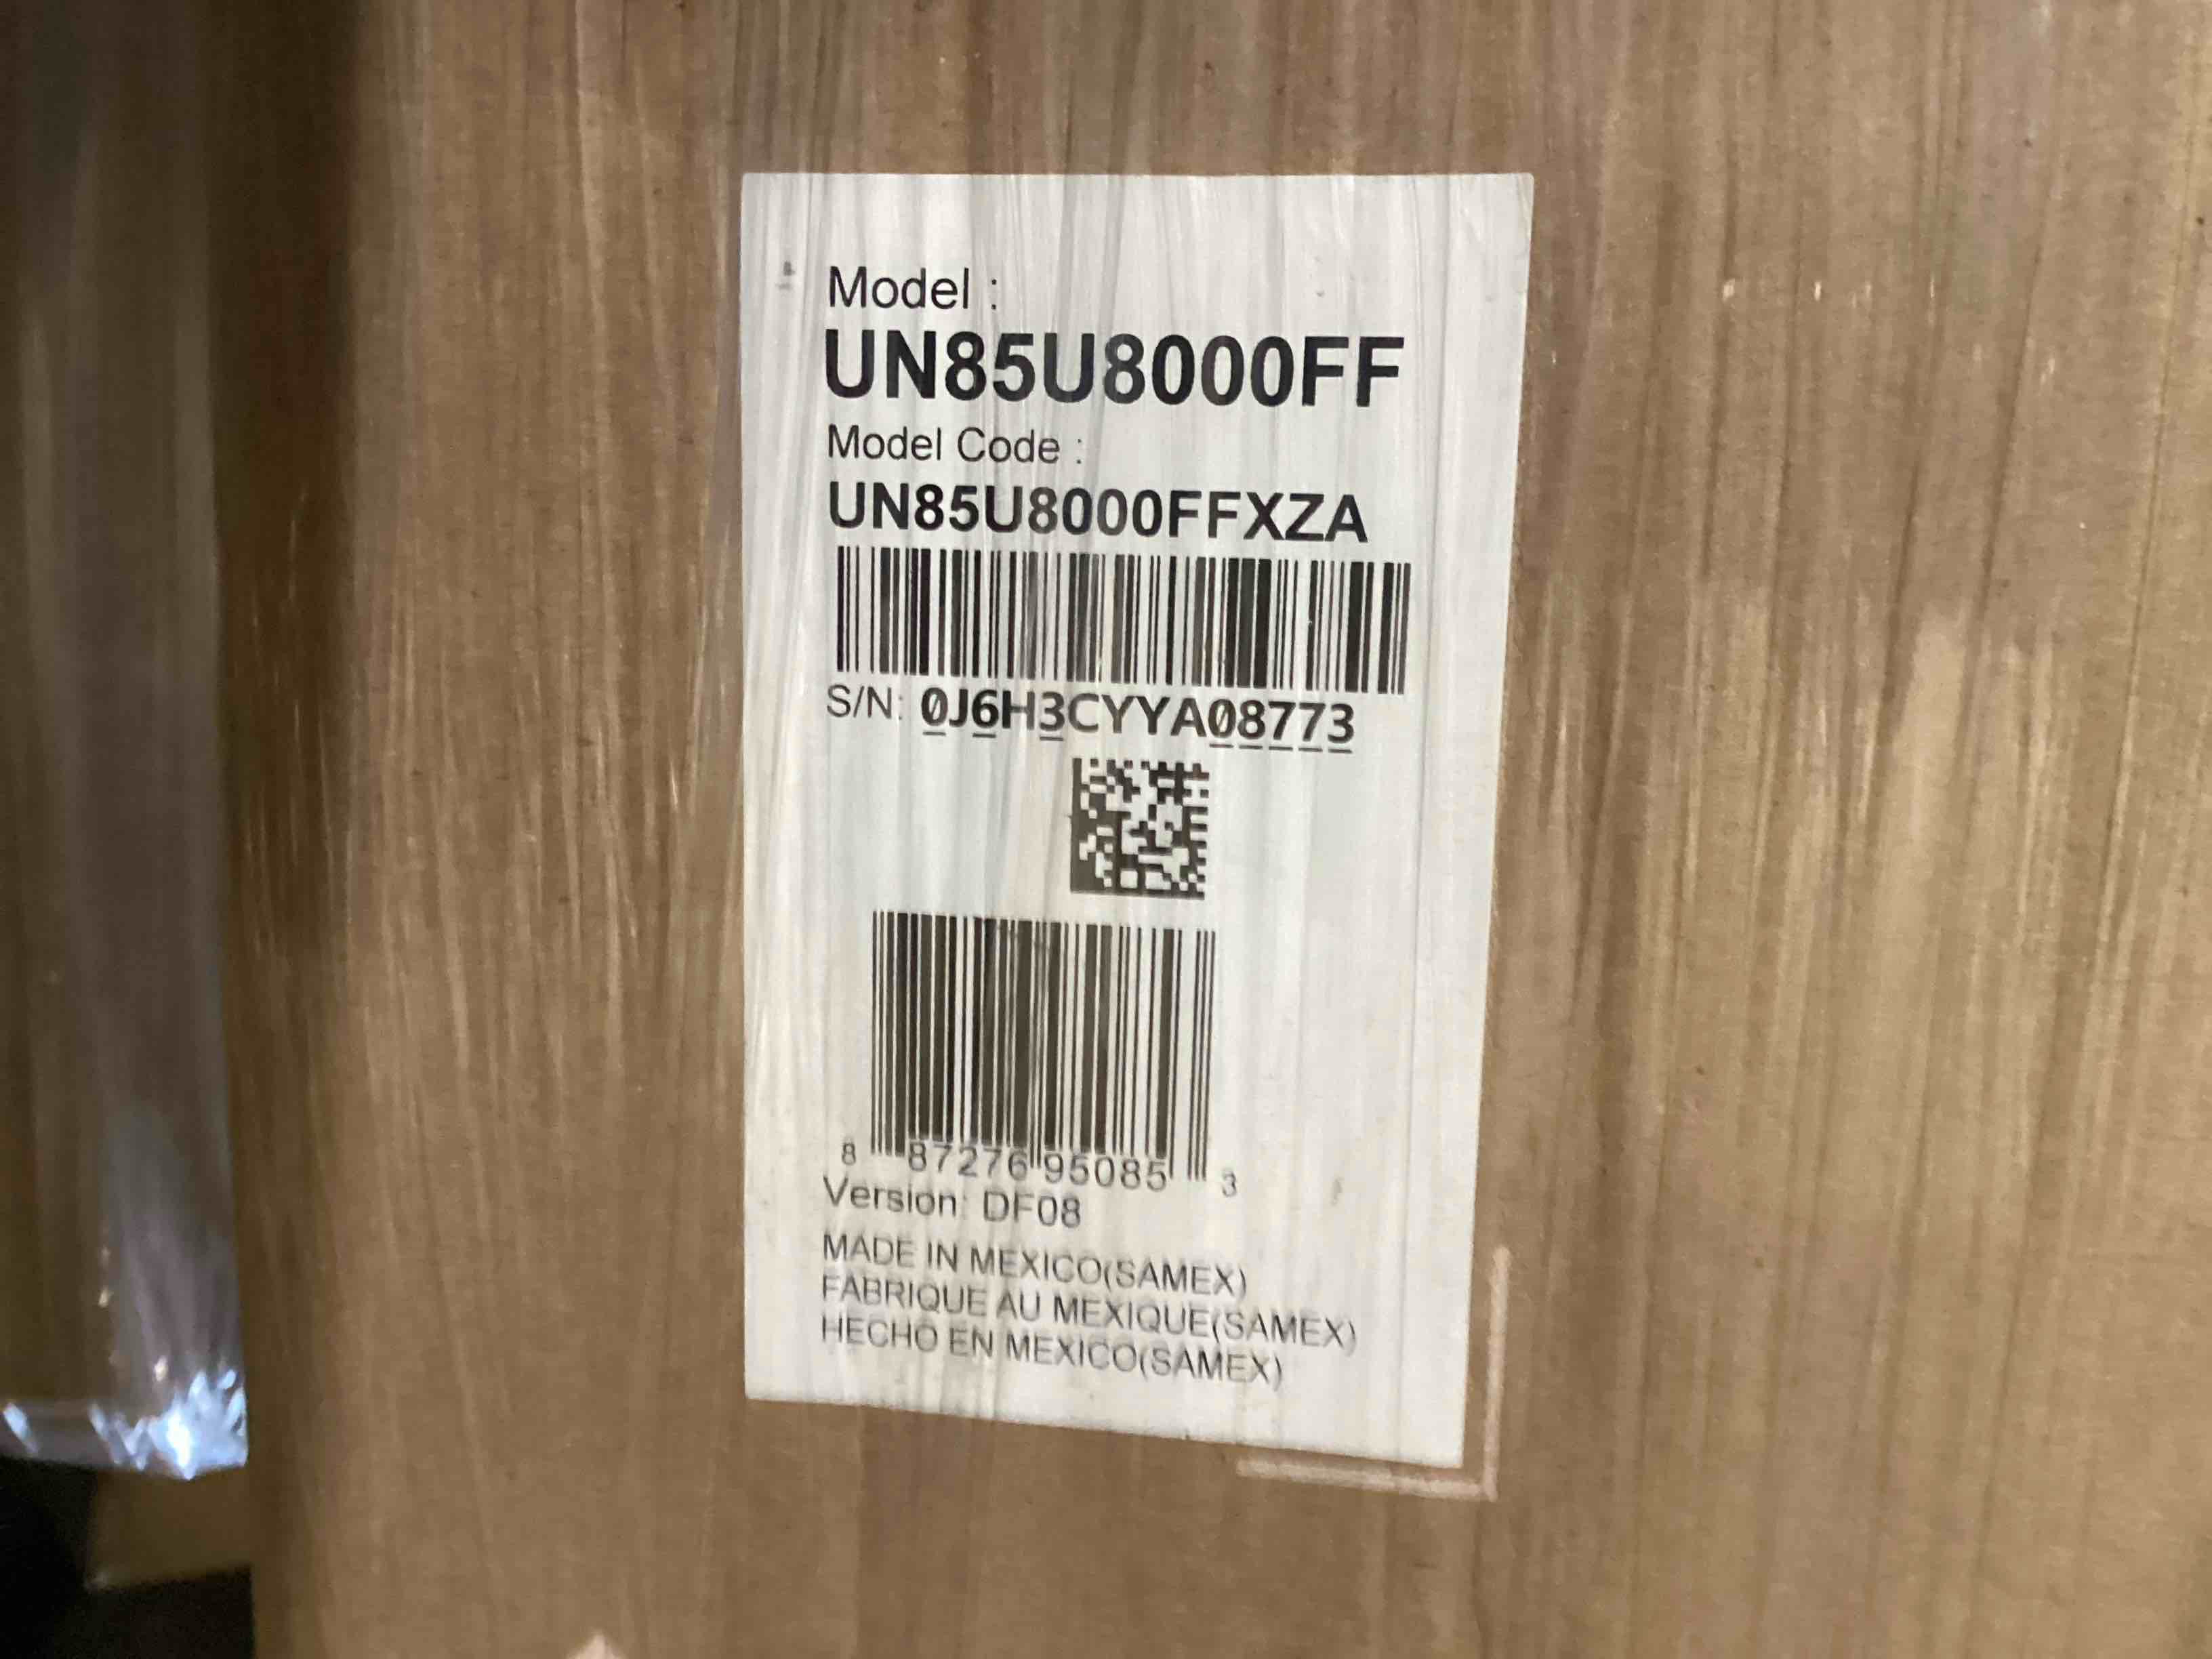 Model :
UN85U8000FF
Model Code :
UN85U8000FFXZA
S/N: 0J6H3CYYA08773
8 87276 95085 3
Version: DF08
MADE IN MEXICO(SAMEX)
FABRIQUE AU MEXIQUE(SAMEX)
HECHO EN MEXICO(SAMEX)